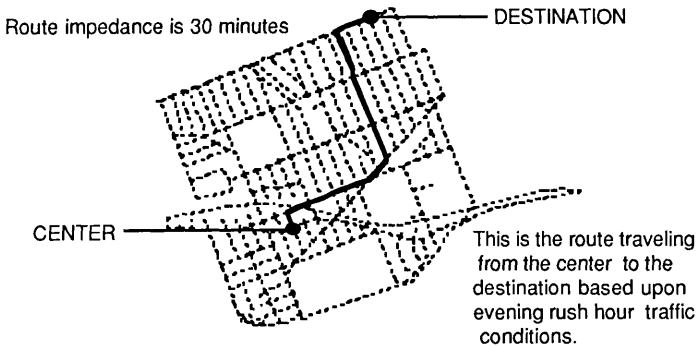 DESTINATION
Route impedance is 30 minutes
CENTER
This is the route traveling
from the center to the
destination based upon
evening rush hour traffic
conditions.